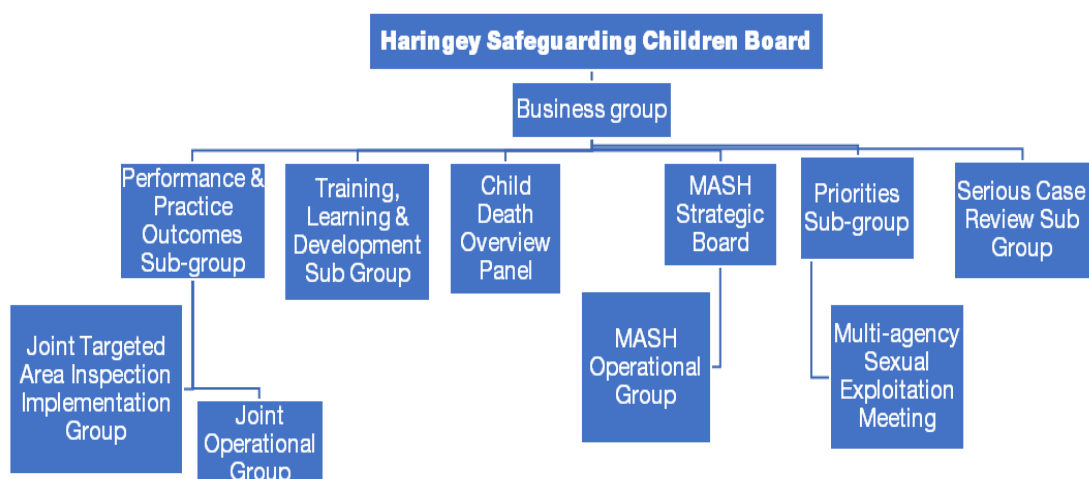 Haringey Safeguarding Children Board
Business group
Performance &
Practice
Outcomes
Sub-group
Training,
Learning &
Development
Sub Group
Child
Death
Overview
Panel
MASH
Strategic
Board
Priorities
Sub-group
Serious Case
Review Sub
Group
Joint Targeted
Area Inspection
Implementation
Group
Joint
Operational
Group
MASH
Operational
Group
Multi-agency
Sexual
Exploitation
Meeting